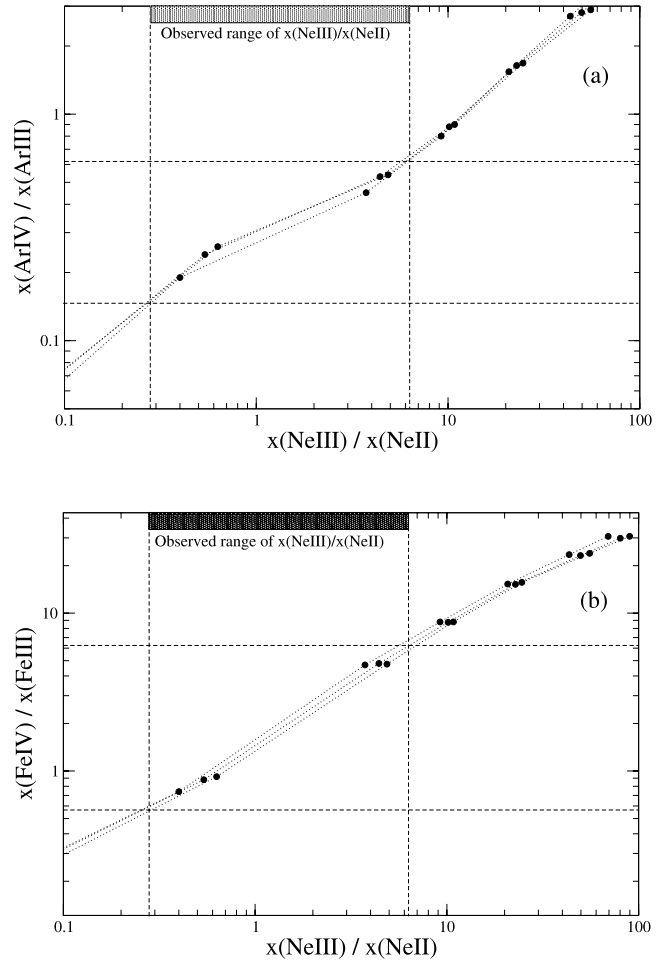 Observed range of x(NeIII)/x(NeII)
(a)
1
0.1
x(ArIV) / x(ArIII)
0.1 1 10 100
x(NeIII) / x(NeII)
Observed range of x(NeIII)/x(NeII)
(b)
10
1
x(FeIV) / x(FeIII)
0.1 1 10 100
x(NeIII) / x(NeII)